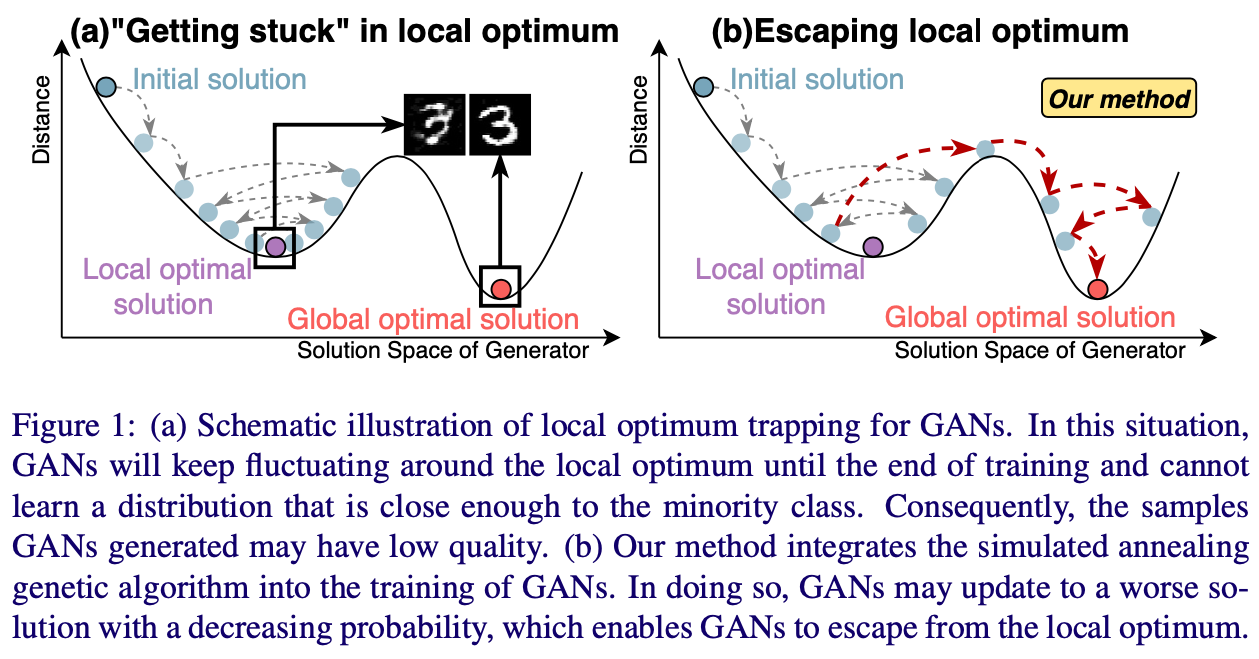 (a)"Getting stuck" in local optimum
Distance
Initial solution
Local optimal
solution
Global optimal solution
Solution Space of Generator
(b)Escaping local optimum
Distance
Initial solution
Our method
Local optimal
solution
Global optimal solution
Solution Space of Generator
Figure 1: (a) Schematic illustration of local optimum trapping for GANs. In this situation,
GANs will keep fluctuating around the local optimum until the end of training and cannot
learn a distribution that is close enough to the minority class. Consequently, the samples
GANs generated may have low quality. (b) Our method integrates the simulated annealing
genetic algorithm into the training of GANs. In doing so, GANs may update to a worse so-
lution with a decreasing probability, which enables GANs to escape from the local optimum.